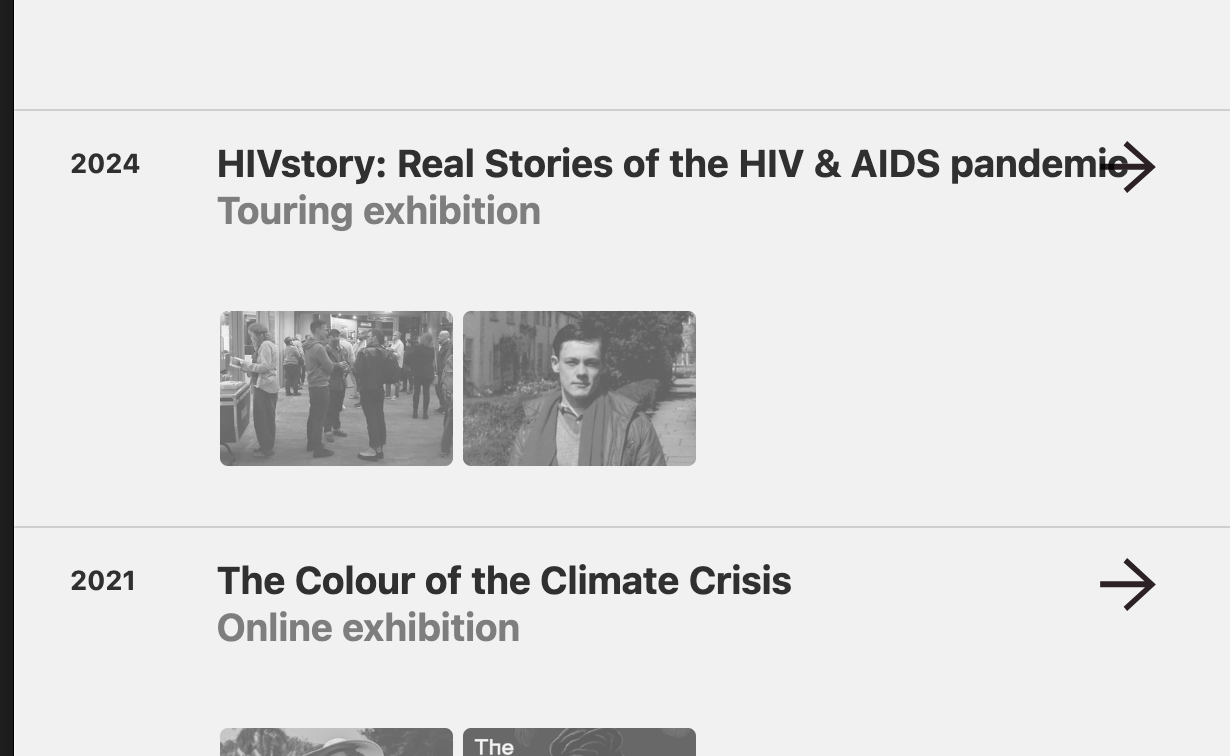 2024
HIVstory: Real Stories of the HIV & AIDS pandemic
Touring exhibition
2021
The Colour of the Climate Crisis
Online exhibition
The